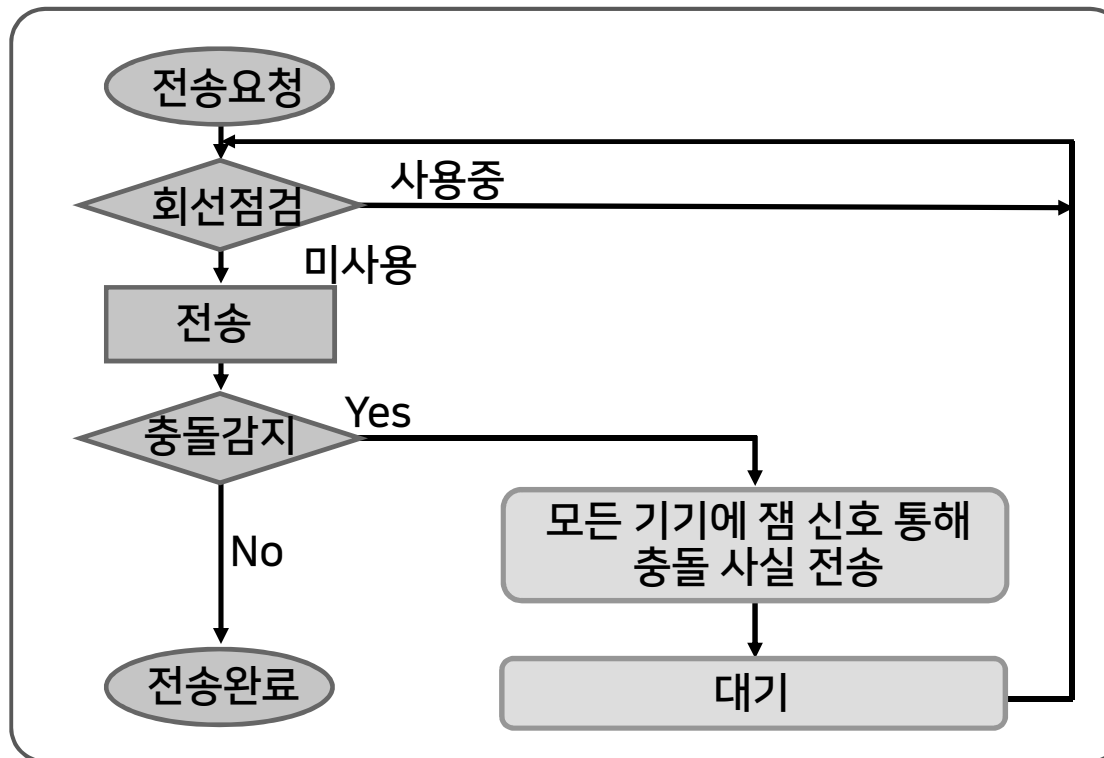 전송요청
사용중
회선점검
미사용
전송
Yes
충돌감지
모든 기기에 잼 신호 통해
충돌 사실 전송
No
전송완료
대기